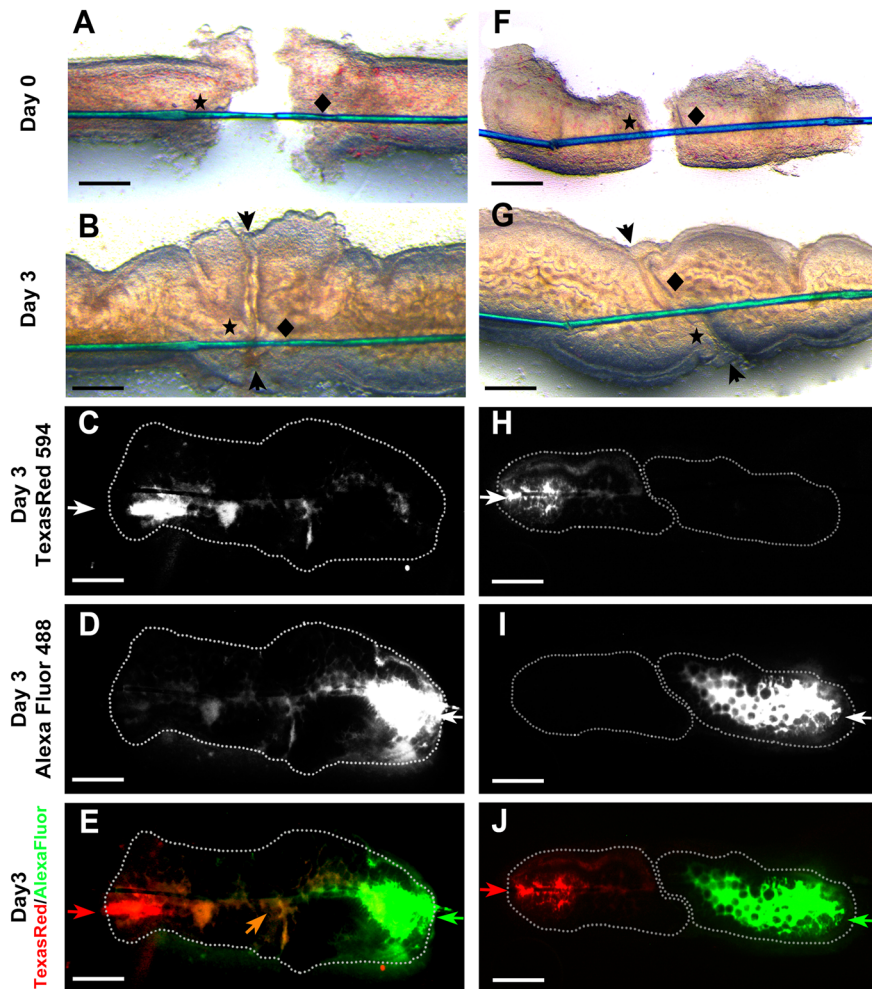 A
F
Day 0
B
G
Day 3
C
H
Day 3
TexasRed 594
D
I
Day 3
Alexa Fluor 488
E
J
Day3
TexasRed/AlexaFluor